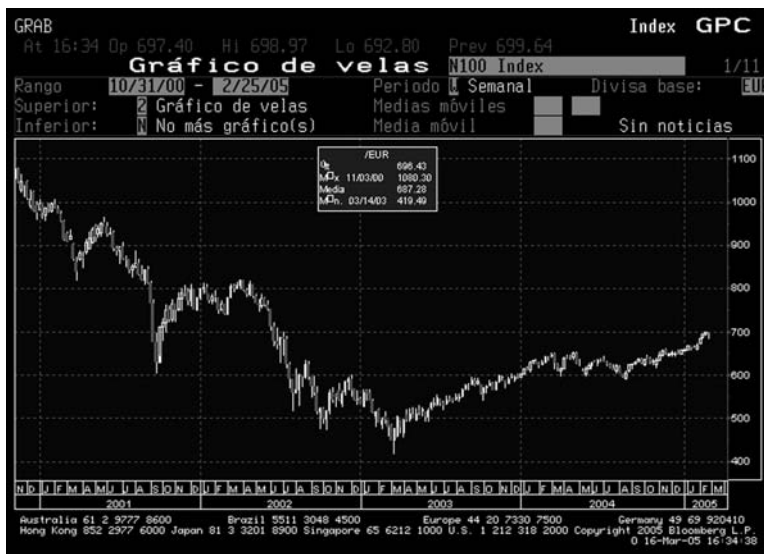 GRAB Index GPC
At 16:34 Op 697.40 Hi 698.97 Lo 692.80 Prev 699.64
Gráfico de velas N100 Index 1/11
Rango 10/31/00 - 2/25/05 Periodo W Semanal Divisa base: EUR
Superior: 2 Gráfico de velas Medias móviles
Inferior: N No más gráfico(s) Media móvil Sin noticias
/EUR
696.43
11/03/00 1080.30
Media 687.28
03/14/03 419.49
1100
1000
900
800
700
600
500
400
N D J F M A M J J A S O N D J F M A M J J A S O N D J F M A M J J A S O N D J F M A M J J A S O N D J F M
2001 2002 2003 2004 2005
Australia 61 2 9777 8600 Brazil 5511 3048 4500 Europe 44 20 7330 7500 Germany 49 69 920410
Hong Kong 852 2977 6000 Japan 81 3 3201 8900 Singapore 65 6212 1000 U.S. 1 212 318 2000 Copyright 2005 Bloomberg L.P.
0 16-Mar-05 16:34:38